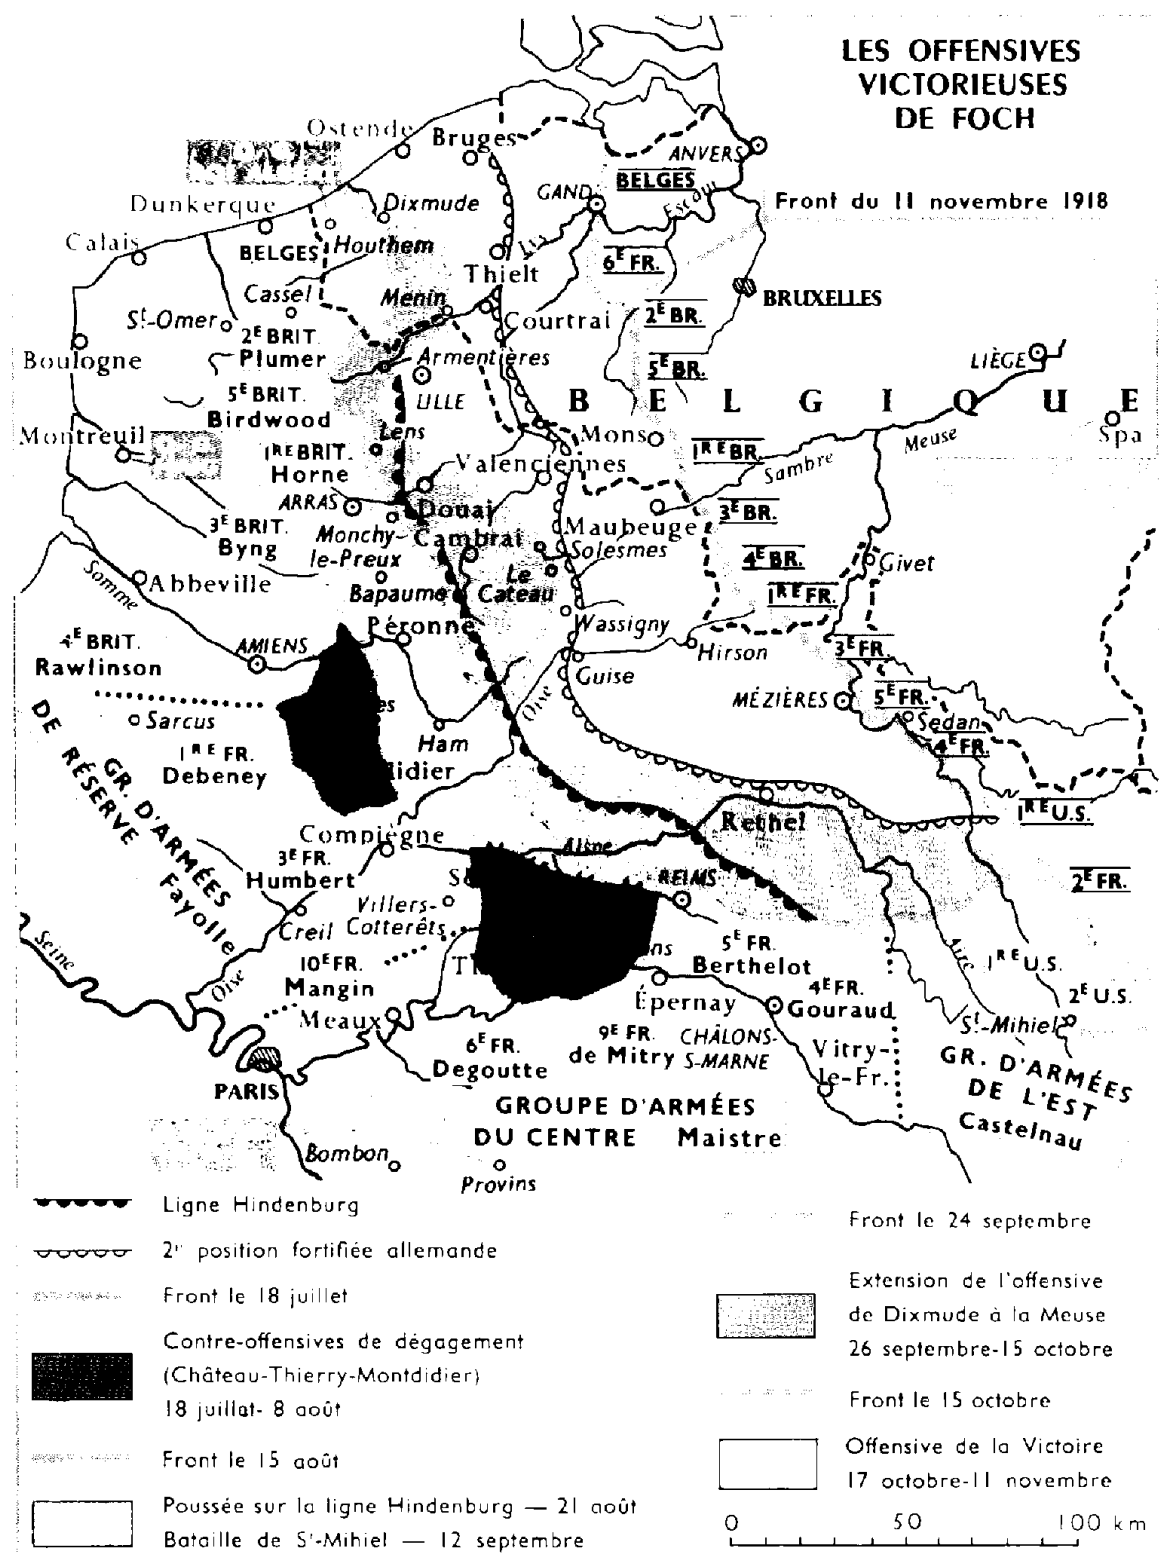 LES OFFENSIVES
VICTORIEUSES
DE FOCH
Ostende
Bruges
ANVERS
BELGES
GAND
Escaut
Front du 11 novembre 1918
Dixmude
Dunkerque
Calais
BELGES
Houthem
Lys
Thielt
6E FR.
Cassel
Menin
BRUXELLES
St-Omer
2E BRIT.
Plumer
Courtrai
2E BR.
Boulogne
Armentières
5E BR.
LIÈGE
5E BRIT.
Birdwood
LILLE
BELGIQUE
Montreuil
Lens
Mons
Meuse
Spa
1RE BRIT.
Horne
Valenciennes
1RE BR.
Sambre
ARRAS
Douai
3E BRIT.
Byng
Monchy-
le-Preux
Cambrai
Maubeuge
3E BR.
Solesmes
4E BR.
Givet
Somme
Abbeville
Bapaume
Le
Cateau
1RE FR.
Péronne
Wassigny
4E BRIT.
Rawlinson
AMIENS
Hirson
3E FR.
Guise
Oise
MÉZIÈRES
5E FR.
Sedan
4E FR.
Sarcus
1RE FR.
Debeney
Ham
GR. D'ARMÉES
DE RÉSERVE
Fayolle
Rethel
1RE U.S.
Compiègne
Aisne
3E FR.
Humbert
REIMS
2E FR.
Villers-
Cotterêts
Creil
Seine
Oise
10E FR.
Mangin
5E FR.
Berthelot
Aire
1RE U.S.
Épernay
4E FR.
Gouraud
2E U.S.
Meaux
St-Mihiel
6E FR.
Degoutte
9E FR.
de Mitry
CHÂLONS-
S-MARNE
Vitry-
le-Fr.
GR. D'ARMÉES
DE L'EST
Castelnau
PARIS
GROUPE D'ARMÉES
DU CENTRE Maistre
Bombon
Provins
Ligne Hindenburg
2e position fortifiée allemande
Front le 18 juillet
Contre-offensives de dégagement
(Château-Thierry-Montdidier)
18 juillet- 8 août
Front le 15 août
Poussée sur la ligne Hindenburg — 21 août
Bataille de St-Mihiel — 12 septembre
Front le 24 septembre
Extension de l'offensive
de Dixmude à la Meuse
26 septembre-15 octobre
Front le 15 octobre
Offensive de la Victoire
17 octobre-11 novembre
0 50 100 km